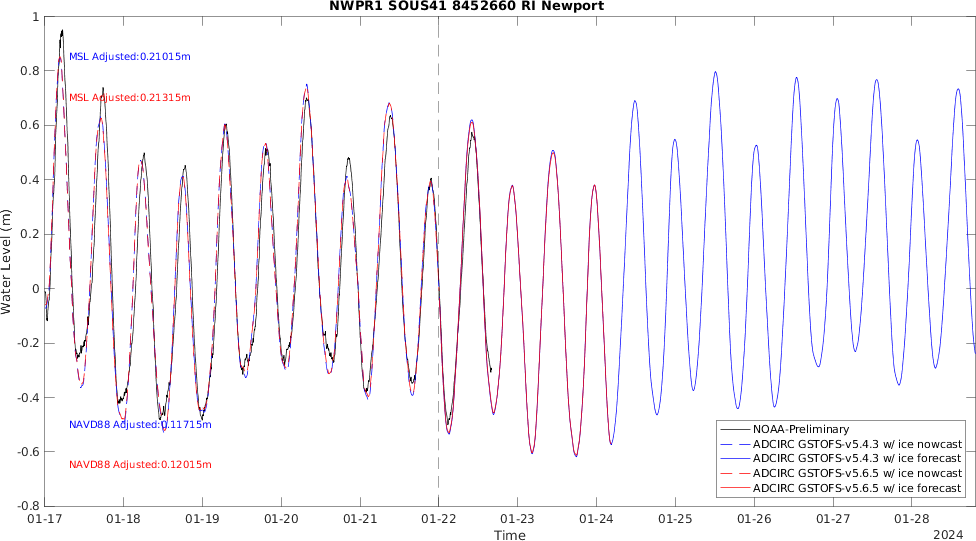 NWPR1 SOUS41 8452660 RI Newport
Water Level (m)
1
0.8
0.6
0.4
0.2
0
-0.2
-0.4
-0.6
-0.8
MSL Adjusted:0.21015m
MSL Adjusted:0.21315m
NAVD88 Adjusted:0.11715m
NAVD88 Adjusted:0.12015m
NOAA-Preliminary
ADCIRC GSTOFS-v5.4.3 w/ ice nowcast
ADCIRC GSTOFS-v5.4.3 w/ ice forecast
ADCIRC GSTOFS-v5.6.5 w/ ice nowcast
ADCIRC GSTOFS-v5.6.5 w/ ice forecast
01-17 01-18 01-19 01-20 01-21 01-22 01-23 01-24 01-25 01-26 01-27 01-28
Time
2024